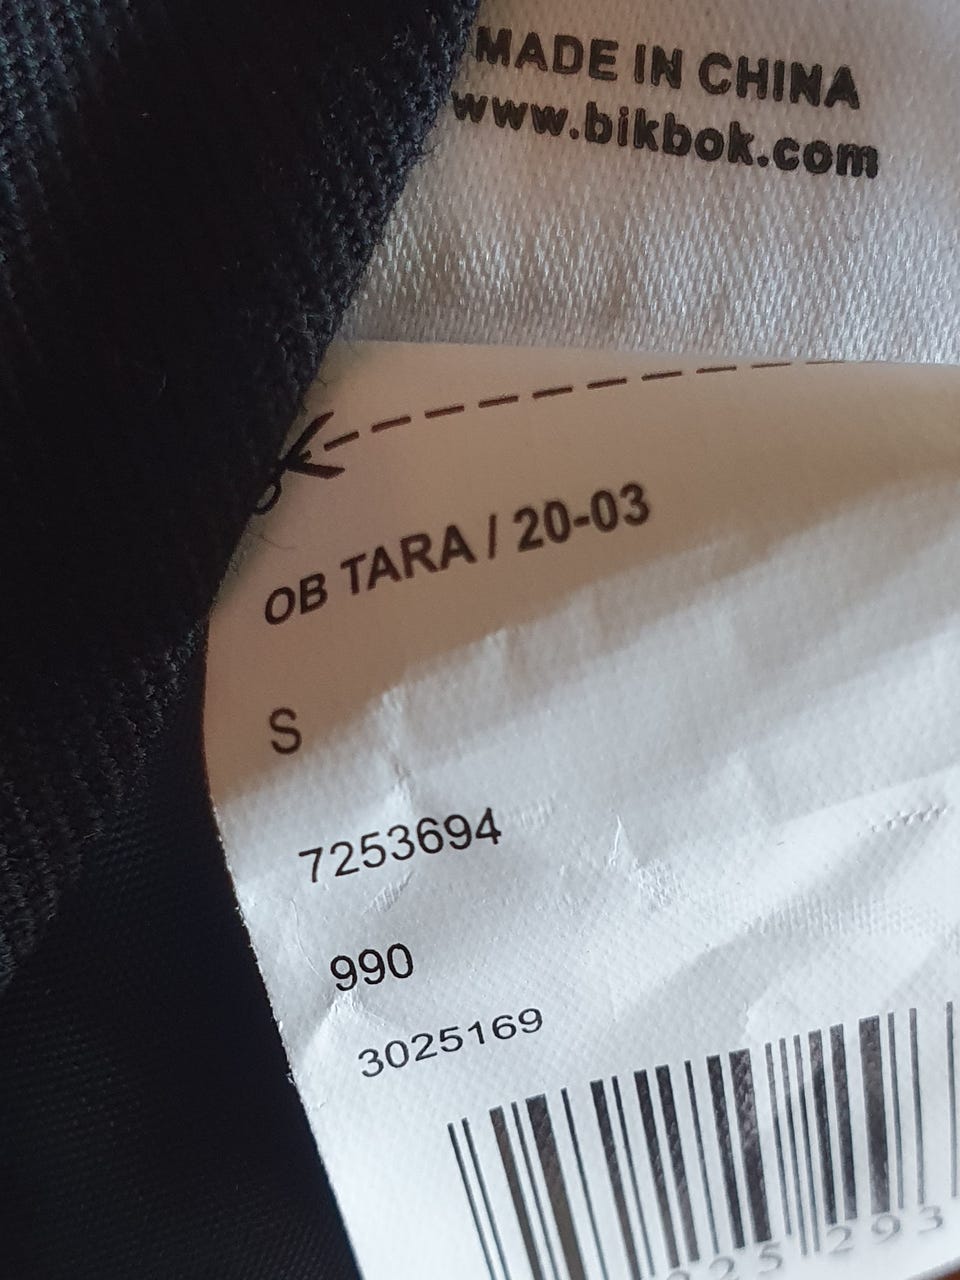 MADE IN CHINA
www.bikbok.com
OB TARA / 20-03
S
7253694
990
3025169